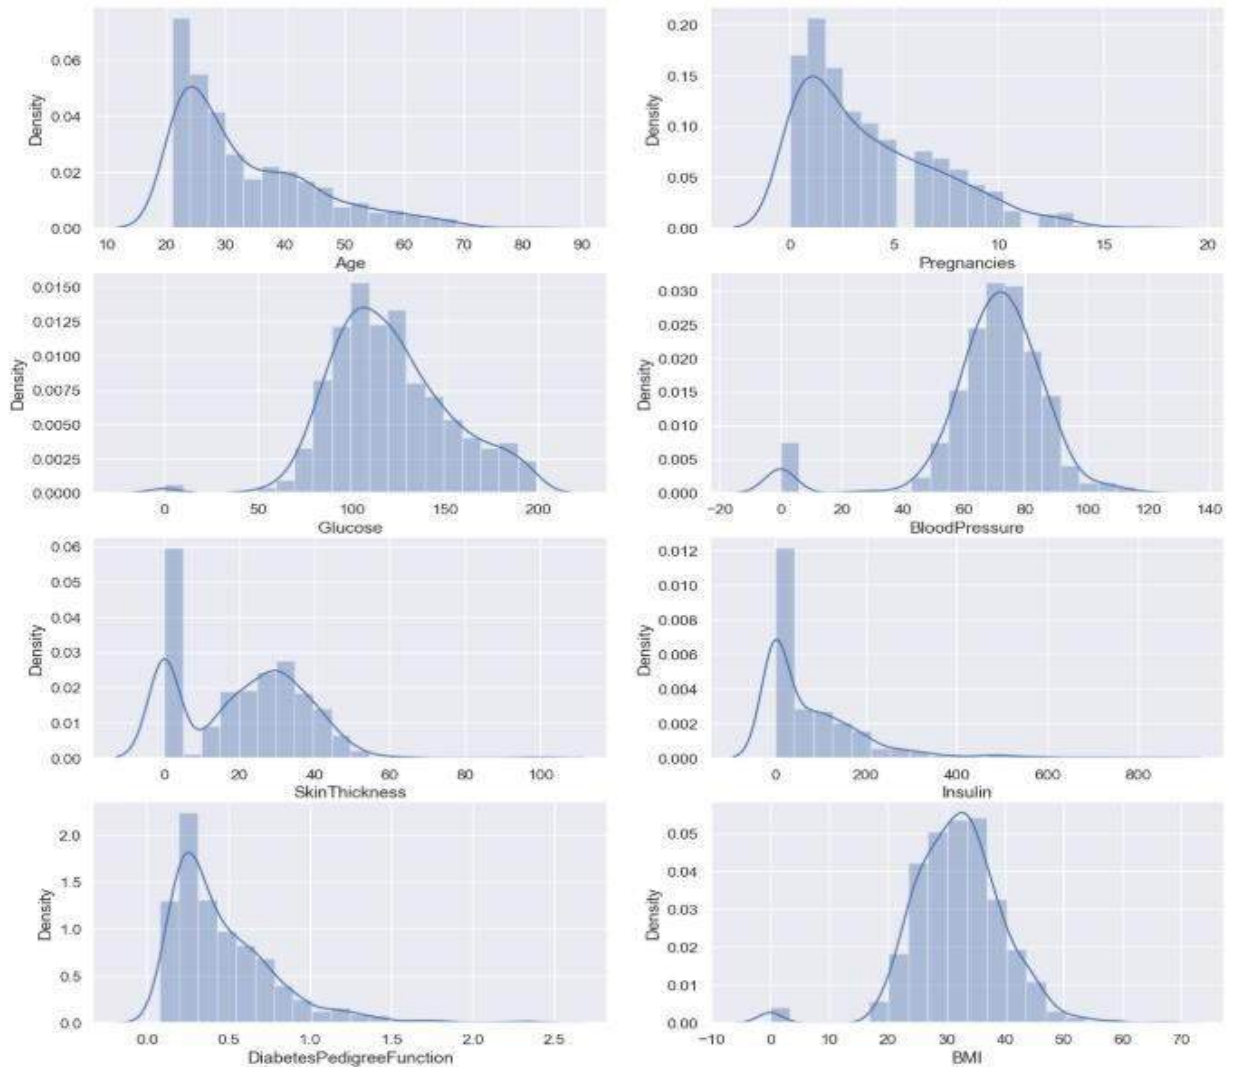 Density
0.06
0.04
0.02
0.00
10 20 30 40 50 60 70 80 90
Age
Density
0.20
0.15
0.10
0.05
0.00
0 5 10 15 20
Pregnancies
Density
0.0150
0.0125
0.0100
0.0075
0.0050
0.0025
0.0000
0 50 100 150 200
Glucose
Density
0.030
0.025
0.020
0.015
0.010
0.005
0.000
−20 0 20 40 60 80 100 120 140
BloodPressure
Density
0.06
0.05
0.04
0.03
0.02
0.01
0.00
0 20 40 60 80 100
SkinThickness
Density
0.012
0.010
0.008
0.006
0.004
0.002
0.000
0 200 400 600 800
Insulin
Density
2.0
1.5
1.0
0.5
0.0
0.0 0.5 1.0 1.5 2.0 2.5
DiabetesPedigreeFunction
Density
0.05
0.04
0.03
0.02
0.01
0.00
−10 0 10 20 30 40 50 60 70
BMI